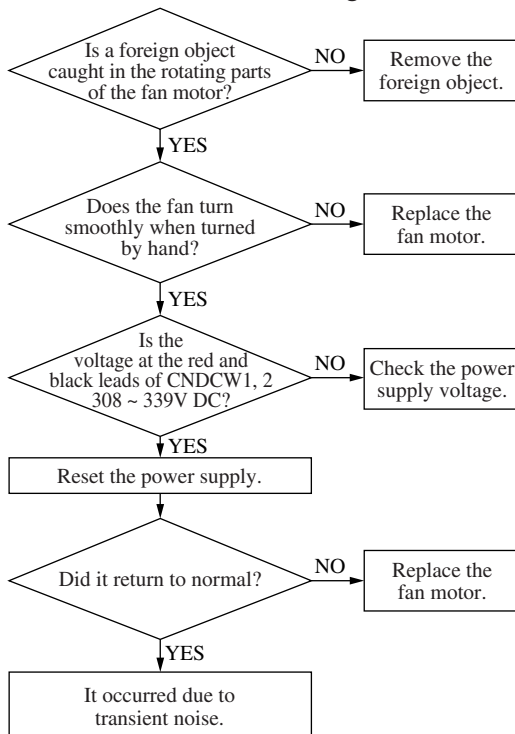 Is a foreign object
caught in the rotating parts
of the fan motor?
NO
Remove the
foreign object.
YES
Does the fan turn
smoothly when turned
by hand?
NO
Replace the
fan motor.
YES
Is the
voltage at the red and
black leads of CNDCW1, 2
308 ~ 339V DC?
NO
Check the power
supply voltage.
YES
Reset the power supply.
Did it return to normal?
NO
Replace the
fan motor.
YES
It occurred due to
transient noise.